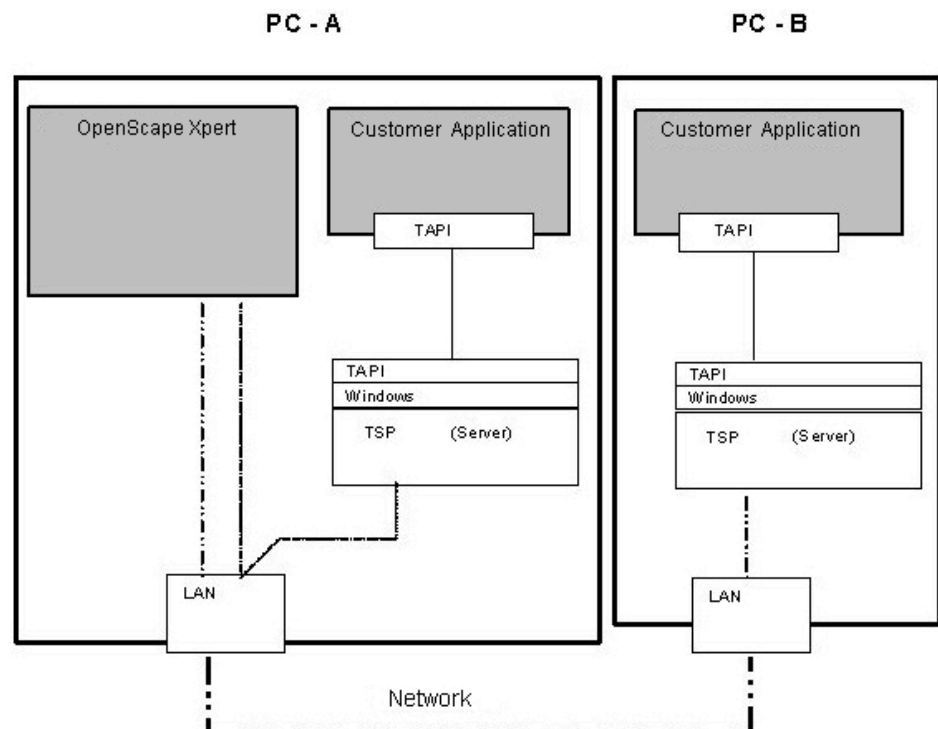 PC - A
PC - B
OpenScape Xpert
Customer Application
Customer Application
TAPI
TAPI
TAPI
Windows
TSP (Server)
TAPI
Windows
TSP (Server)
LAN
LAN
Network